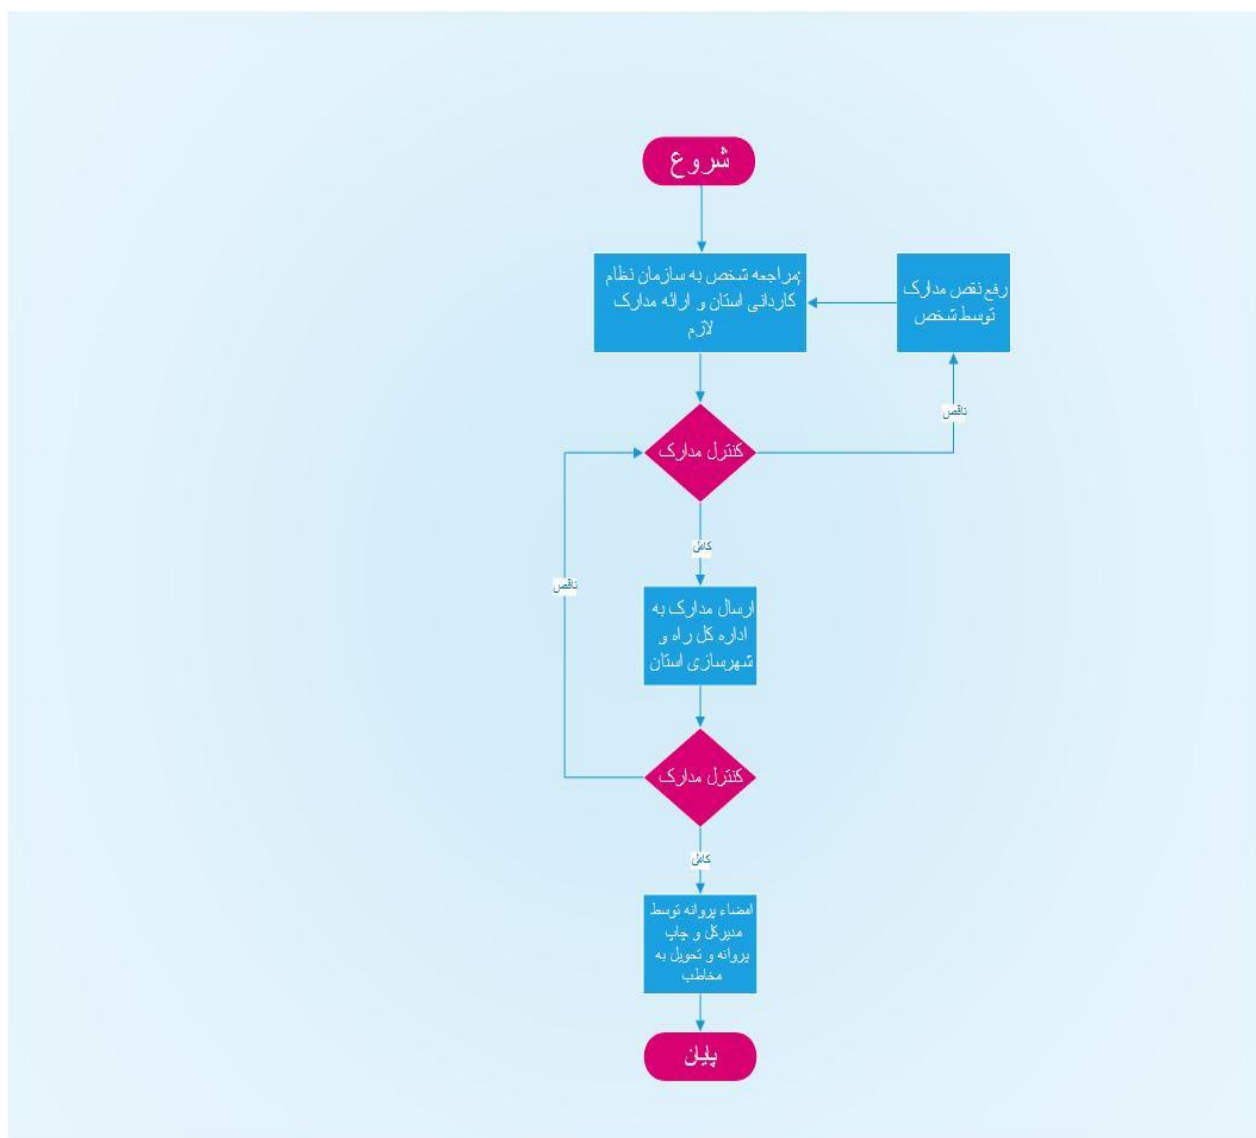 شروع
مراجعه شخص به سازمان نظام
کاردانی استان و ارائه مدارک
لازم
رفع نقص مدارک
توسط شخص
ناقص
کنترل مدارک
کامل
ناقص
ارسال مدارک به
اداره کل راه و
شهرسازی استان
کنترل مدارک
کامل
امضاء پروانه توسط
مدیرکل و چاپ
پروانه و تحویل به
مخاطب
پایان